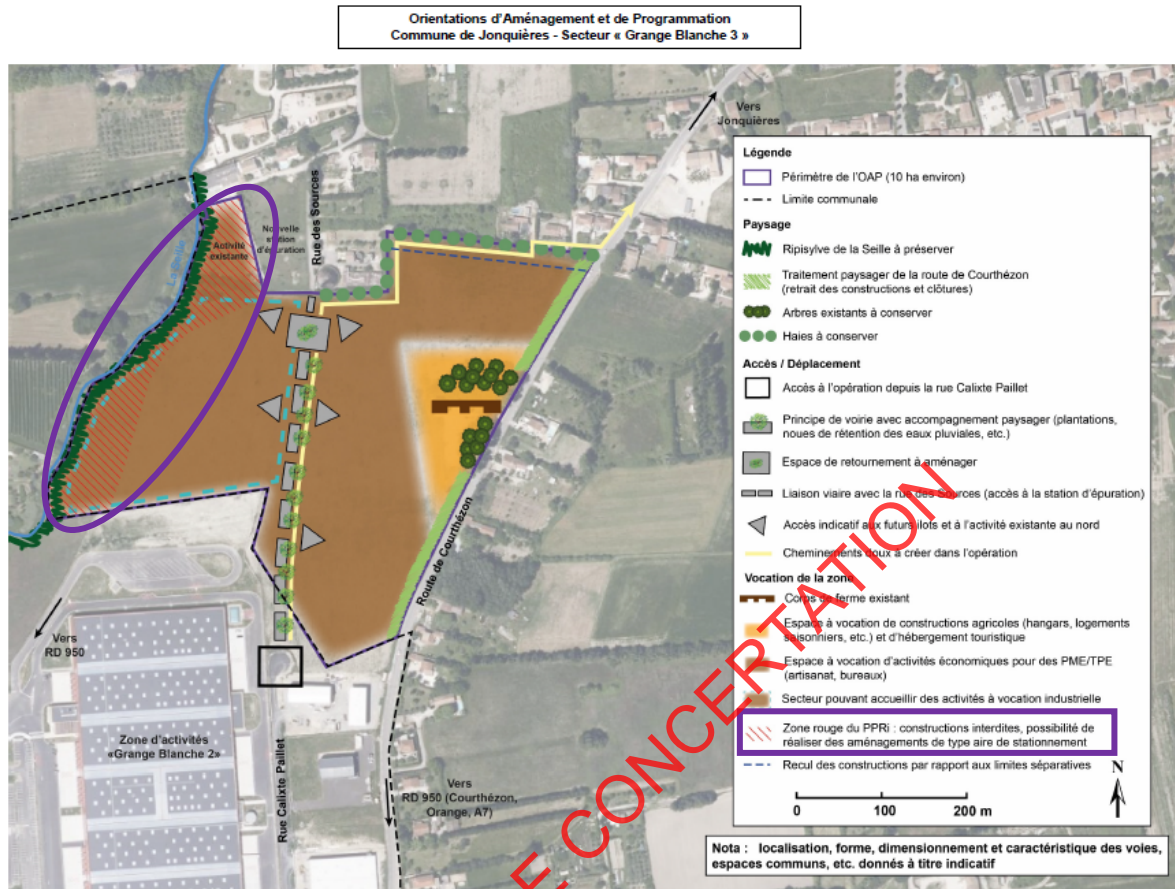 Orientations d'Aménagement et de Programmation
Commune de Jonquières - Secteur « Grange Blanche 3 »
Vers
Jonquières
Rue des Sources
Nouvelle
station
d'épuration
Activité
existante
La Seille
Route de Courthézon
Vers
RD 950
Zone d'activités
«Grange Blanche 2»
Rue Calixte Paillet
Vers
RD 950 (Courthézon,
Orange, A7)
Légende
Périmètre de l'OAP (10 ha environ)
Limite communale
Paysage
Ripisylve de la Seille à préserver
Traitement paysager de la route de Courthézon
(retrait des constructions et clôtures)
Arbres existants à conserver
Haies à conserver
Accès / Déplacement
Accès à l'opération depuis la rue Calixte Paillet
Principe de voirie avec accompagnement paysager (plantations,
noues de rétention des eaux pluviales, etc.)
Espace de retournement à aménager
Liaison viaire avec la rue des Sources (accès à la station d'épuration)
Accès indicatif aux futurs ilots et à l'activité existante au nord
Cheminements doux à créer dans l'opération
Vocation de la zone
Corps de ferme existant
Espace à vocation de constructions agricoles (hangars, logements
saisonniers, etc.) et d'hébergement touristique
Espace à vocation d'activités économiques pour des PME/TPE
(artisanat, bureaux)
Secteur pouvant accueillir des activités à vocation industrielle
Zone rouge du PPRi : constructions interdites, possibilité de
réaliser des aménagements de type aire de stationnement
Recul des constructions par rapport aux limites séparatives
N
0 100 200 m
Nota : localisation, forme, dimensionnement et caractéristique des voies,
espaces communs, etc. donnés à titre indicatif
E CONCERTATION